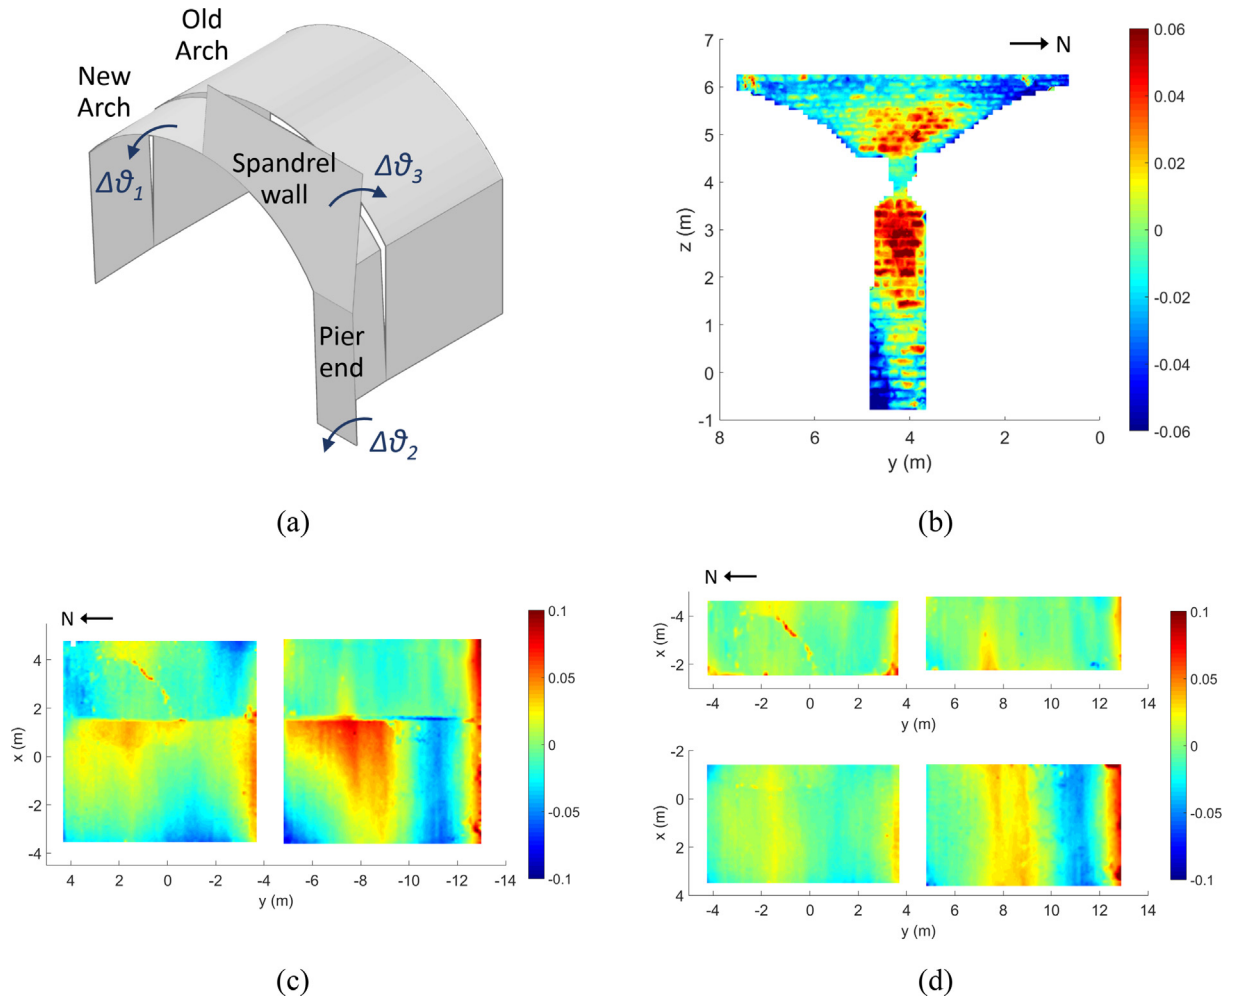 Old
Arch
New
Arch
Δϑ1
Spandrel
wall
Δϑ3
Pier
end
Δϑ2
(a)
N
7
6
5
4
3
2
1
0
-1
z (m)
8 6 4 2 0
y (m)
0.06
0.04
0.02
0
-0.02
-0.04
-0.06
(b)
N
4
2
0
-2
-4
x (m)
4 2 0 -2 -4 -6 -8 -10 -12 -14
y (m)
0.1
0.05
0
-0.05
-0.1
(c)
N
-4
-2
x (m)
-4 -2 0 2 4 6 8 10 12 14
y (m)
-2
0
2
4
x (m)
-4 -2 0 2 4 6 8 10 12 14
y (m)
0.1
0.05
0
-0.05
-0.1
(d)